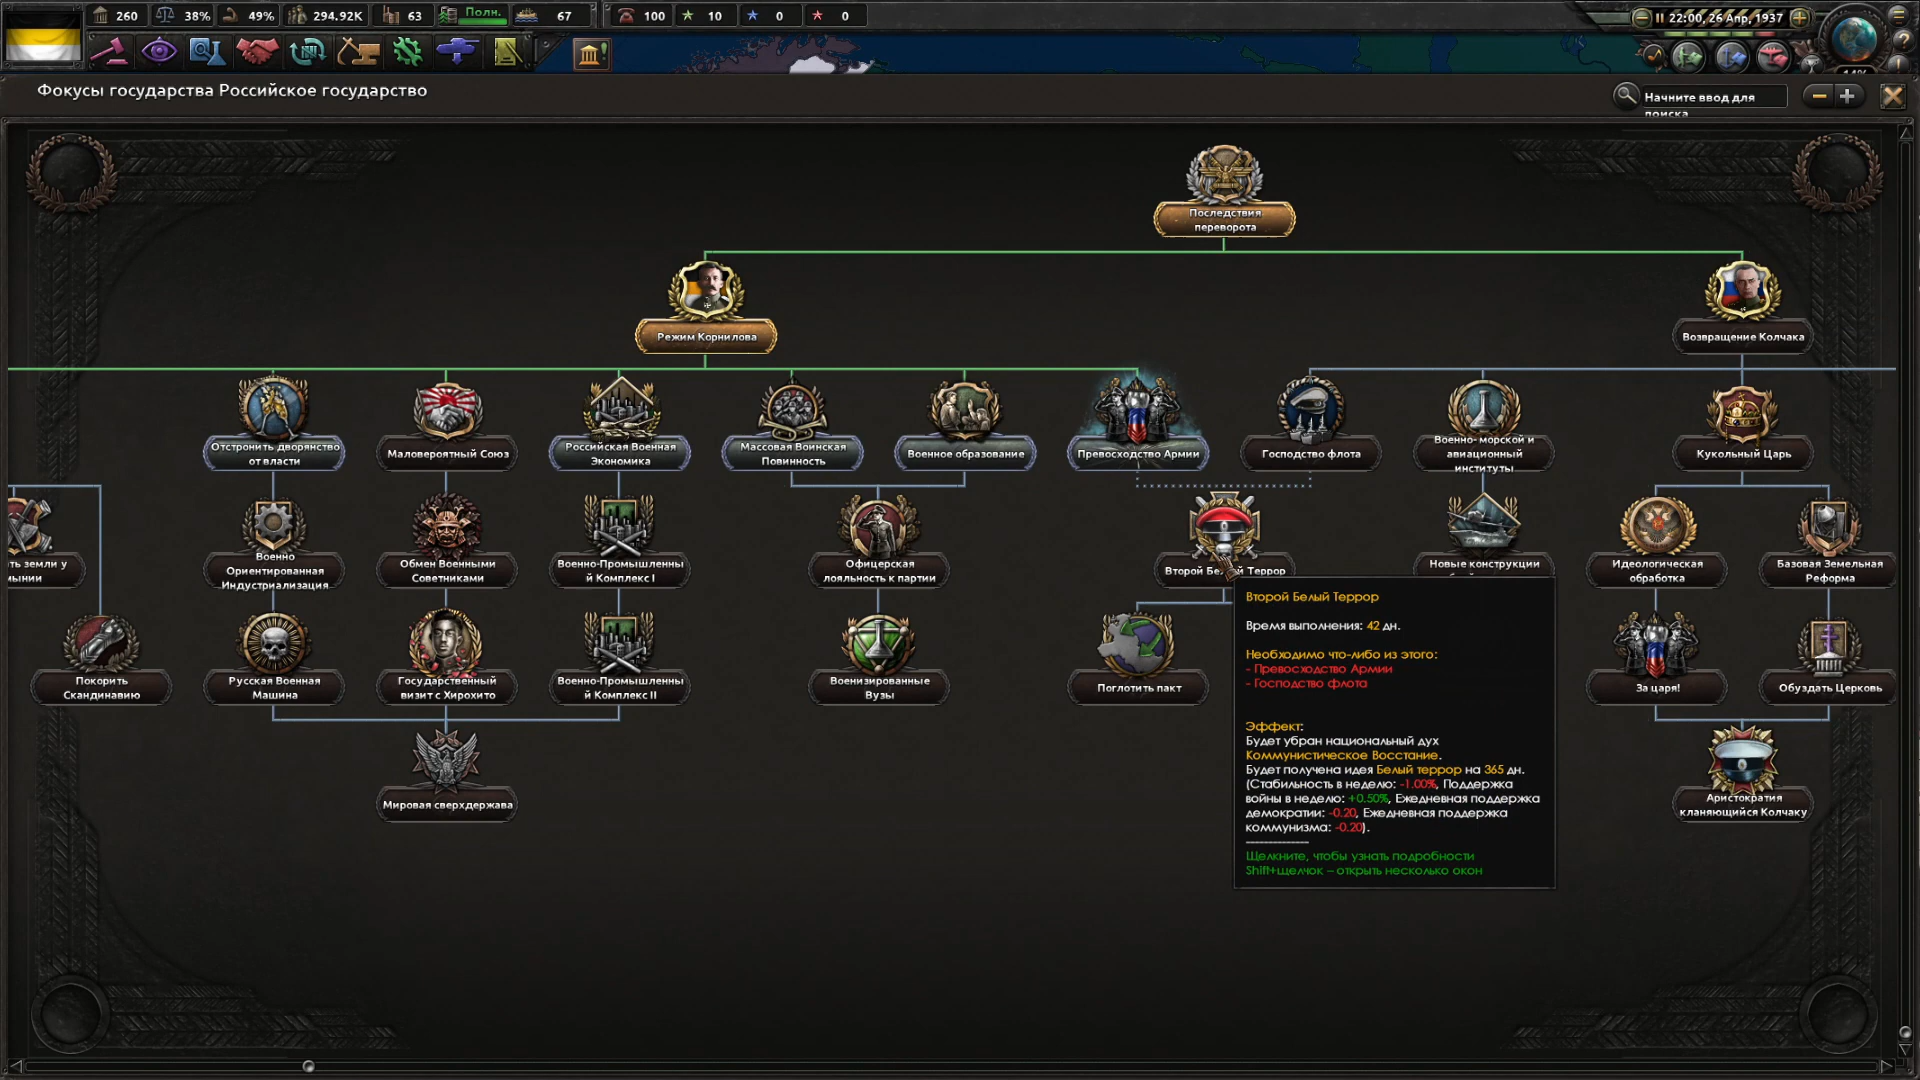 260 38% 49% 294.92K 63 Полн. 67 100 10 0 0
22:00, 26 Апр, 1937
Фокусы государства Российское государство
Начните ввод для
поиска
Последствия
переворота
Режим Корнилова
Возвращение Колчака
Отстронить дворянство
от власти
Маловероятный Союз
Российская Военная
Экономика
Массовая Воинская
Повинность
Военное образование
Превосходство Армии
Господство флота
Военно-морской и
авиационный
институты
Кукольный Царь
ть земли у
мынии
Военно
Ориентированная
Индустриализация
Обмен Военными
Советниками
Военно-Промышленны
й Комплекс I
Офицерская
лояльность к партии
Второй Белый Террор
Новые конструкции
Идеологическая
обработка
Базовая Земельная
Реформа
Покорить
Скандинавию
Русская Военная
Машина
Государственный
визит с Хирохито
Военно-Промышленны
й Комплекс II
Военизированные
Вузы
Поглотить пакт
За царя!
Обуздать Церковь
Мировая сверхдержава
Аристократия
кланяющийся Колчаку
Второй Белый Террор
Время выполнения: 42 дн.
Необходимо что-либо из этого:
- Превосходство Армии
- Господство флота
Эффект:
Будет убран национальный дух
Коммунистическое Восстание.
Будет получена идея Белый террор на 365 дн.
(Стабильность в неделю: -1.00%, Поддержка
войны в неделю: +0.50%, Ежедневная поддержка
демократии: -0.20, Ежедневная поддержка
коммунизма: -0.20).
--------------
Щелкните, чтобы узнать подробности
Shift+щелчок – открыть несколько окон